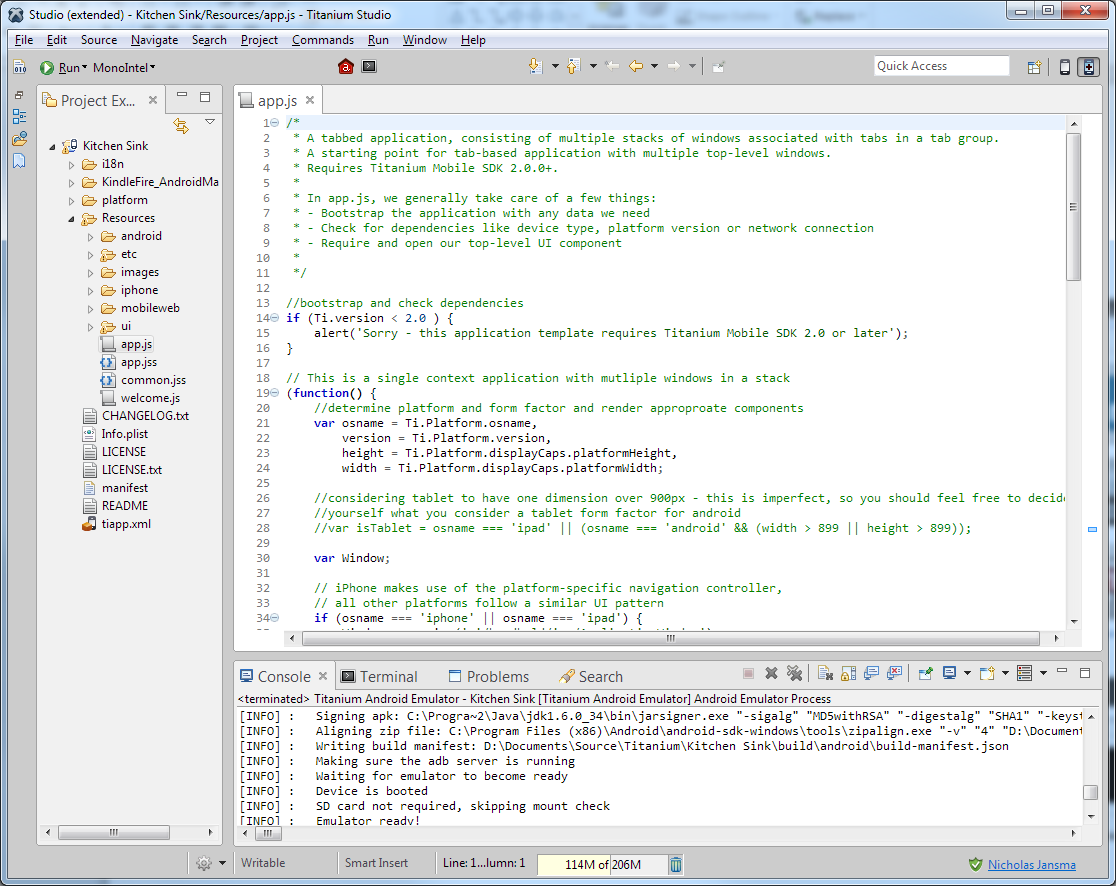 Studio (extended) - Kitchen Sink/Resources/app.js - Titanium Studio
File Edit Source Navigate Search Project Commands Run Window Help
Run MonoIntel Quick Access
Project Ex...
Kitchen Sink
i18n
KindleFire_AndroidMa
platform
Resources
android
etc
images
iphone
mobileweb
ui
app.js
app.jss
common.jss
welcome.js
CHANGELOG.txt
Info.plist
LICENSE
LICENSE.txt
manifest
README
tiapp.xml
app.js
1 /*
2 * A tabbed application, consisting of multiple stacks of windows associated with tabs in a tab group.
3 * A starting point for tab-based application with multiple top-level windows.
4 * Requires Titanium Mobile SDK 2.0.0+.
5 *
6 * In app.js, we generally take care of a few things:
7 * - Bootstrap the application with any data we need
8 * - Check for dependencies like device type, platform version or network connection
9 * - Require and open our top-level UI component
10 *
11 */
12
13 //bootstrap and check dependencies
14 if (Ti.version < 2.0 ) {
15 alert('Sorry - this application template requires Titanium Mobile SDK 2.0 or later');
16 }
17
18 // This is a single context application with mutliple windows in a stack
19 (function() {
20 //determine platform and form factor and render approproate components
21 var osname = Ti.Platform.osname,
22 version = Ti.Platform.version,
23 height = Ti.Platform.displayCaps.platformHeight,
24 width = Ti.Platform.displayCaps.platformWidth;
25
26 //considering tablet to have one dimension over 900px - this is imperfect, so you should feel free to decide
27 //yourself what you consider a tablet form factor for android
28 //var isTablet = osname === 'ipad' || (osname === 'android' && (width > 899 || height > 899));
29
30 var Window;
31
32 // iPhone makes use of the platform-specific navigation controller,
33 // all other platforms follow a similar UI pattern
34 if (osname === 'iphone' || osname === 'ipad') {
Console Terminal Problems Search
<terminated> Titanium Android Emulator - Kitchen Sink [Titanium Android Emulator] Android Emulator Process
[INFO] : Signing apk: C:\Progra~2\Java\jdk1.6.0_34\bin\jarsigner.exe "-sigalg" "MD5withRSA" "-digestalg" "SHA1" "-keyst
[INFO] : Aligning zip file: C:\Program Files (x86)\Android\android-sdk-windows\tools\zipalign.exe "-v" "4" "D:\Document
[INFO] : Writing build manifest: D:\Documents\Source\Titanium\Kitchen Sink\build\android\build-manifest.json
[INFO] : Making sure the adb server is running
[INFO] : Waiting for emulator to become ready
[INFO] : Device is booted
[INFO] : SD card not required, skipping mount check
[INFO] : Emulator ready!
Writable Smart Insert Line: 1...lumn: 1 114M of 206M Nicholas Jansma